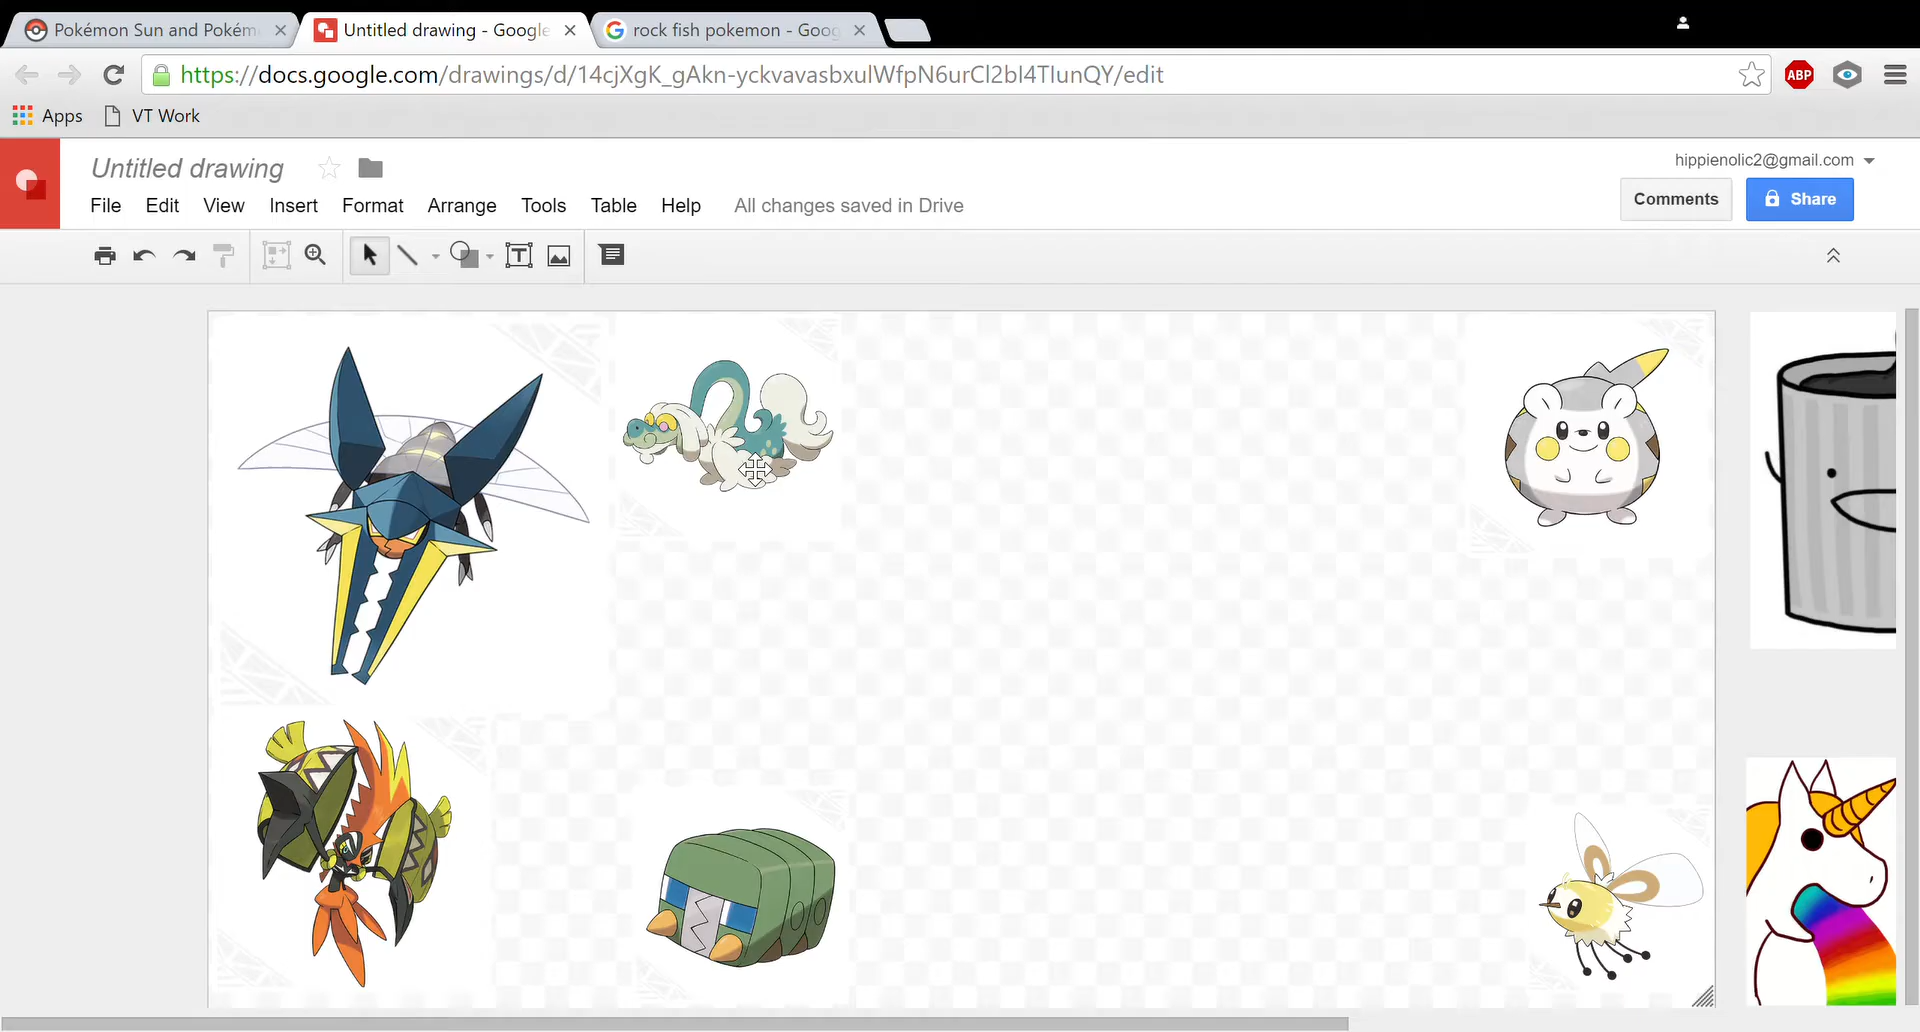 Pokémon Sun and Pokém
Untitled drawing - Google
rock fish pokemon - Goog
https://docs.google.com/drawings/d/14cjXgK_gAkn-yckvavasbxulWfpN6urCl2bI4TIunQY/edit
ABP
Apps
VT Work
Untitled drawing
hippienolic2@gmail.com
File Edit View Insert Format Arrange Tools Table Help All changes saved in Drive
Comments
Share